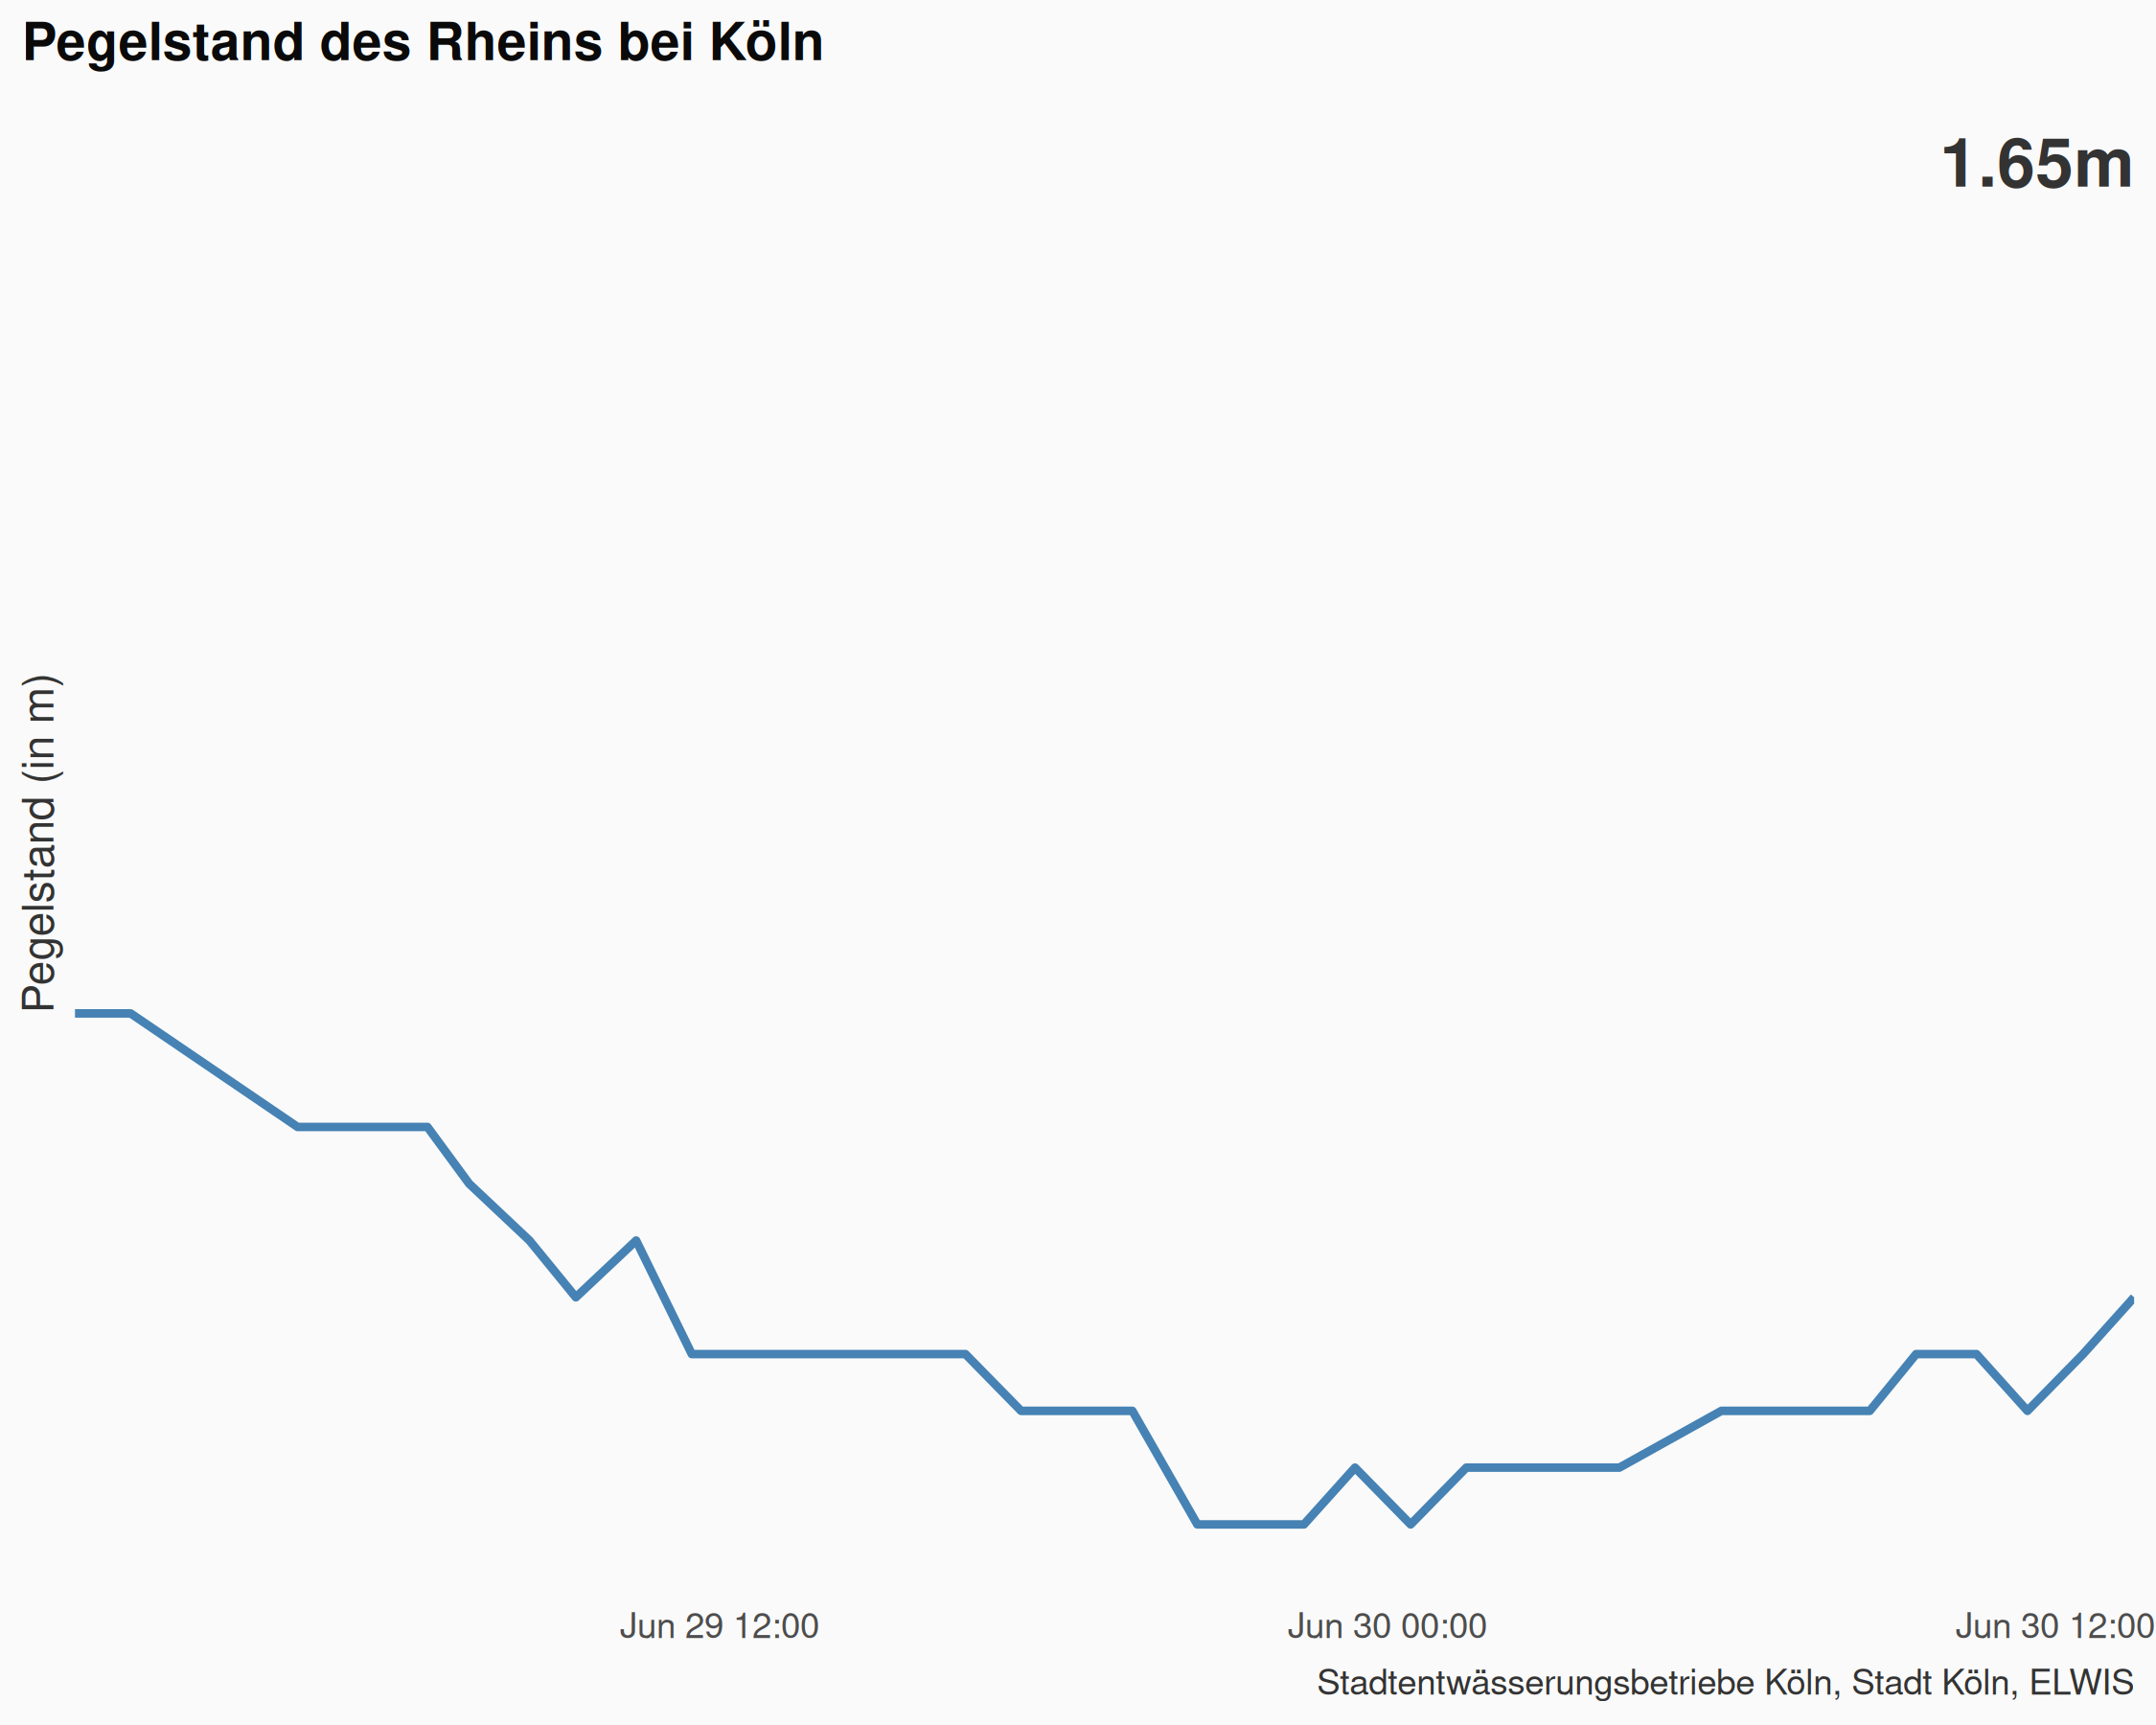 Pegelstand des Rheins bei Köln
1.65m
Pegelstand (in m)
Jun 29 12:00
Jun 30 00:00
Jun 30 12:00
Stadtentwässerungsbetriebe Köln, Stadt Köln, ELWIS